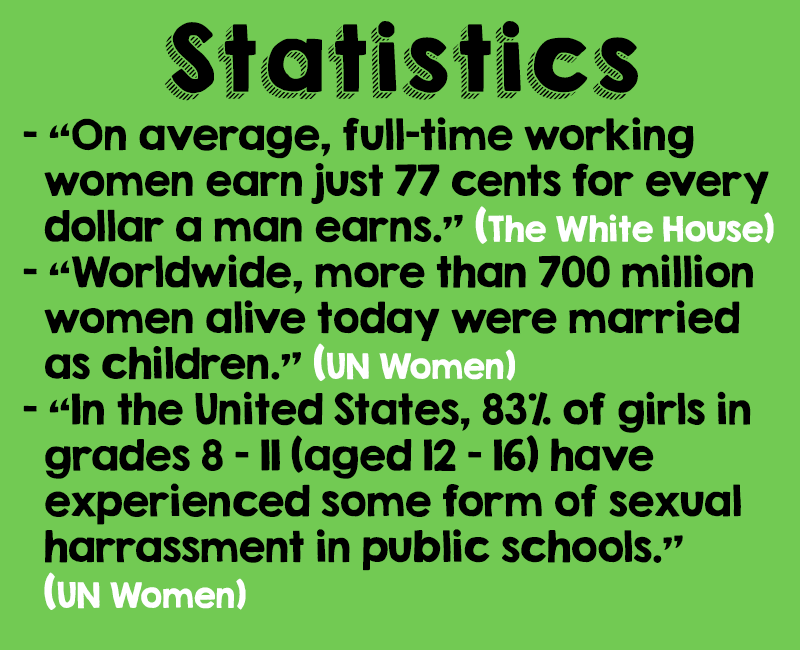 Statistics
- “On average, full-time working
women earn just 77 cents for every
dollar a man earns.” (The White House)
- “Worldwide, more than 700 million
women alive today were married
as children.” (UN Women)
- “In the United States, 83% of girls in
grades 8 - 11 (aged 12 - 16) have
experienced some form of sexual
harrassment in public schools.”
(UN Women)